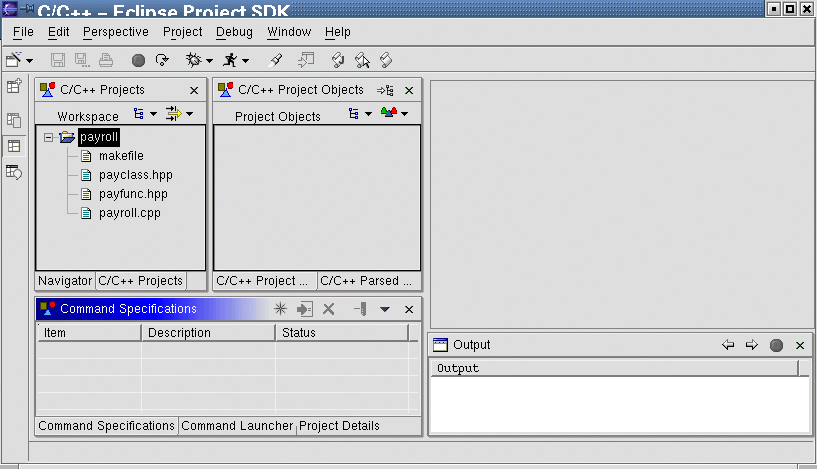 C/C++ - Eclipse Project SDK
File Edit Perspective Project Debug Window Help
C/C++ Projects
Workspace
payroll
makefile
payclass.hpp
payfunc.hpp
payroll.cpp
Navigator C/C++ Projects
C/C++ Project Objects
Project Objects
C/C++ Project ... C/C++ Parsed ...
Command Specifications
Item Description Status
Command Specifications Command Launcher Project Details
Output
Output